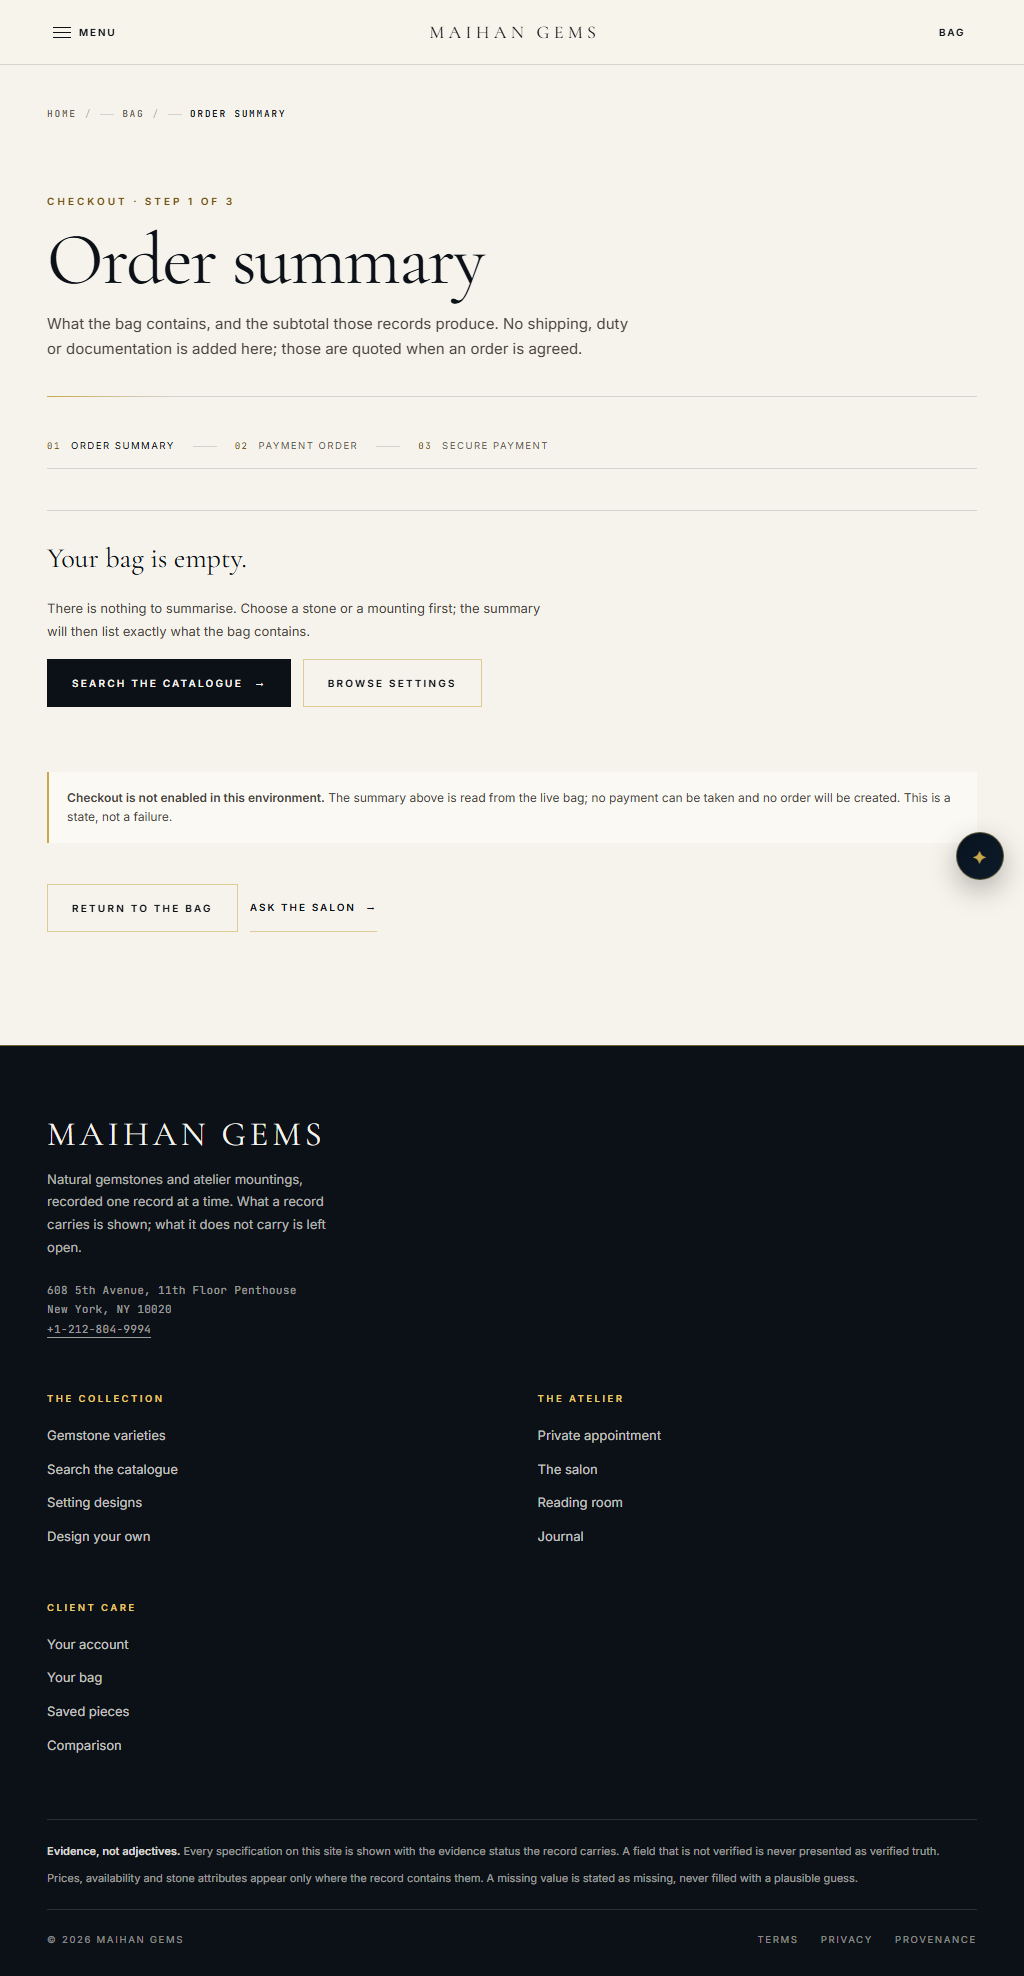 MENU
MAIHAN GEMS
BAG
HOME / — BAG / — ORDER SUMMARY
CHECKOUT · STEP 1 OF 3
Order summary
What the bag contains, and the subtotal those records produce. No shipping, duty
or documentation is added here; those are quoted when an order is agreed.
01 ORDER SUMMARY — 02 PAYMENT ORDER — 03 SECURE PAYMENT
Your bag is empty.
There is nothing to summarise. Choose a stone or a mounting first; the summary
will then list exactly what the bag contains.
SEARCH THE CATALOGUE →
BROWSE SETTINGS
Checkout is not enabled in this environment. The summary above is read from the live bag; no payment can be taken and no order will be created. This is a
state, not a failure.
RETURN TO THE BAG
ASK THE SALON →
MAIHAN GEMS
Natural gemstones and atelier mountings,
recorded one record at a time. What a record
carries is shown; what it does not carry is left
open.
608 5th Avenue, 11th Floor Penthouse
New York, NY 10020
+1-212-804-9994
THE COLLECTION
Gemstone varieties
Search the catalogue
Setting designs
Design your own
THE ATELIER
Private appointment
The salon
Reading room
Journal
CLIENT CARE
Your account
Your bag
Saved pieces
Comparison
Evidence, not adjectives. Every specification on this site is shown with the evidence status the record carries. A field that is not verified is never presented as verified truth.
Prices, availability and stone attributes appear only where the record contains them. A missing value is stated as missing, never filled with a plausible guess.
© 2026 MAIHAN GEMS
TERMS PRIVACY PROVENANCE